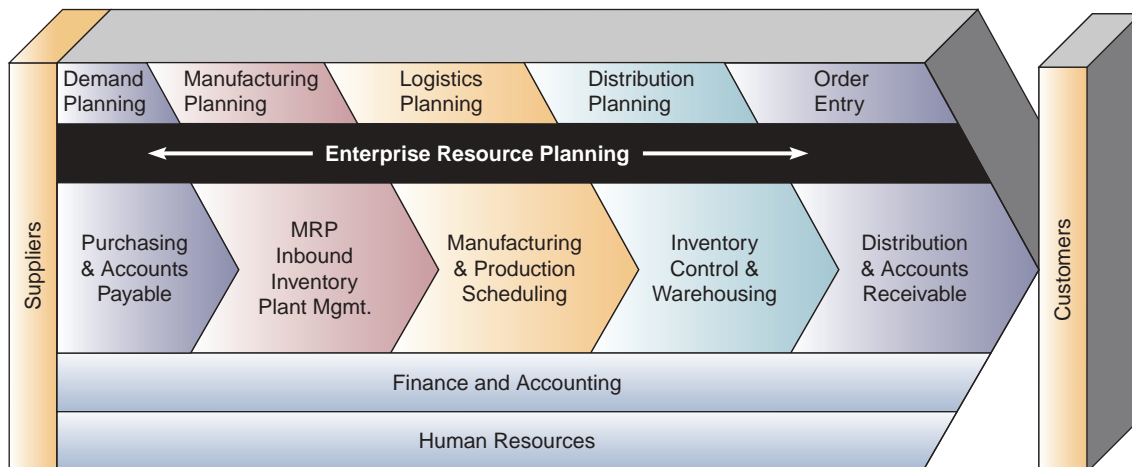 Suppliers
Demand
Planning
Manufacturing
Planning
Logistics
Planning
Distribution
Planning
Order
Entry
Enterprise Resource Planning
Purchasing
& Accounts
Payable
MRP
Inbound
Inventory
Plant Mgmt.
Manufacturing
& Production
Scheduling
Inventory
Control &
Warehousing
Distribution
& Accounts
Receivable
Finance and Accounting
Human Resources
Customers